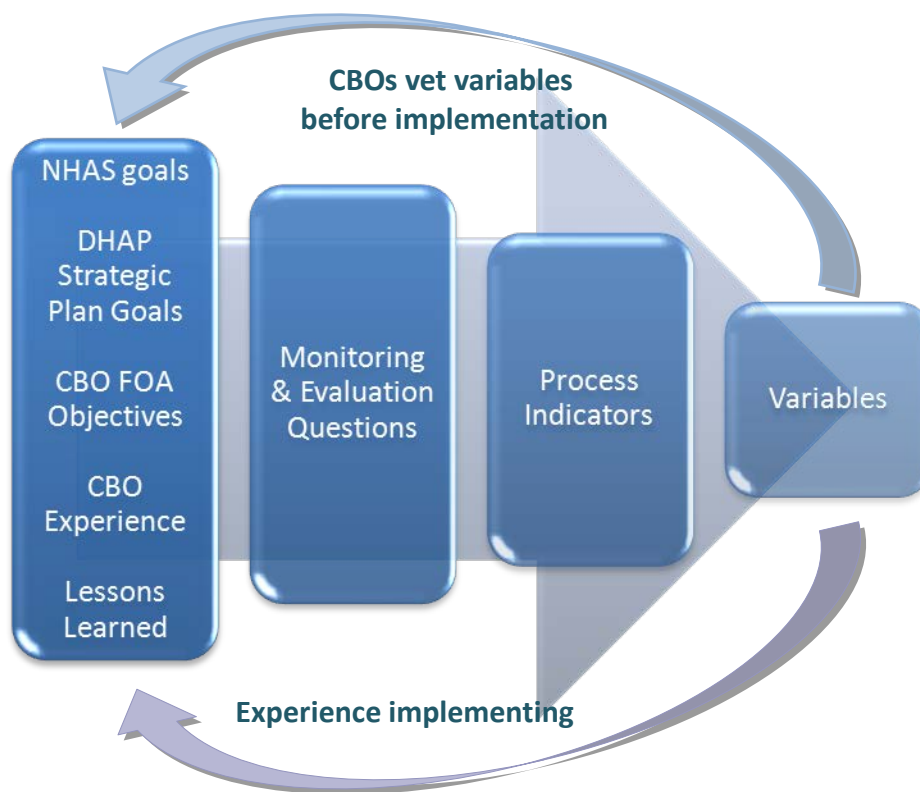 CBOs vet variables
before implementation
NHAS goals
DHAP
Strategic
Plan Goals
CBO FOA
Objectives
CBO
Experience
Lessons
Learned
Monitoring
& Evaluation
Questions
Process
Indicators
Variables
Experience implementing